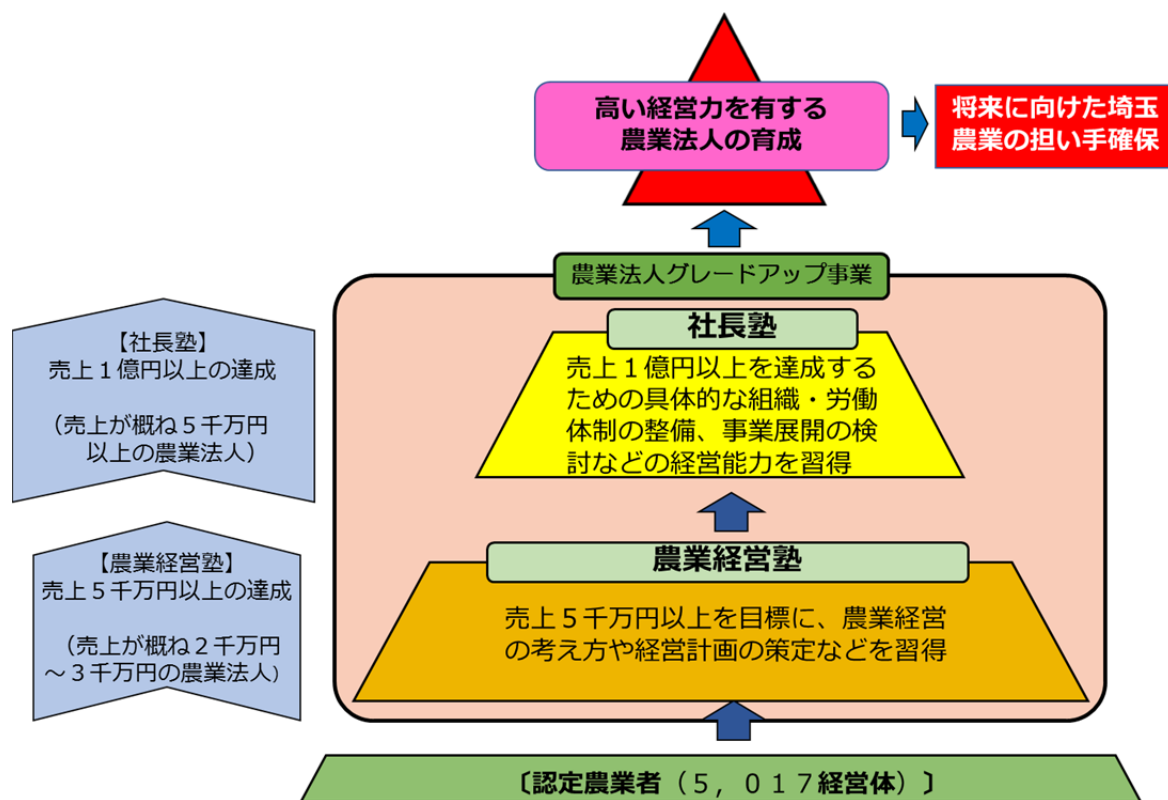 高い経営力を有する
農業法人の育成
将来に向けた埼玉
農業の担い手確保
農業法人グレードアップ事業
社長塾
売上１億円以上を達成する
ための具体的な組織・労働
体制の整備、事業展開の検
討などの経営能力を習得
【社長塾】
売上１億円以上の達成
（売上が概ね５千万円
以上の農業法人）
農業経営塾
売上５千万円以上を目標に、農業経営
の考え方や経営計画の策定などを習得
【農業経営塾】
売上５千万円以上の達成
（売上が概ね２千万円
～３千万円の農業法人）
〔認定農業者（５，０１７経営体）〕